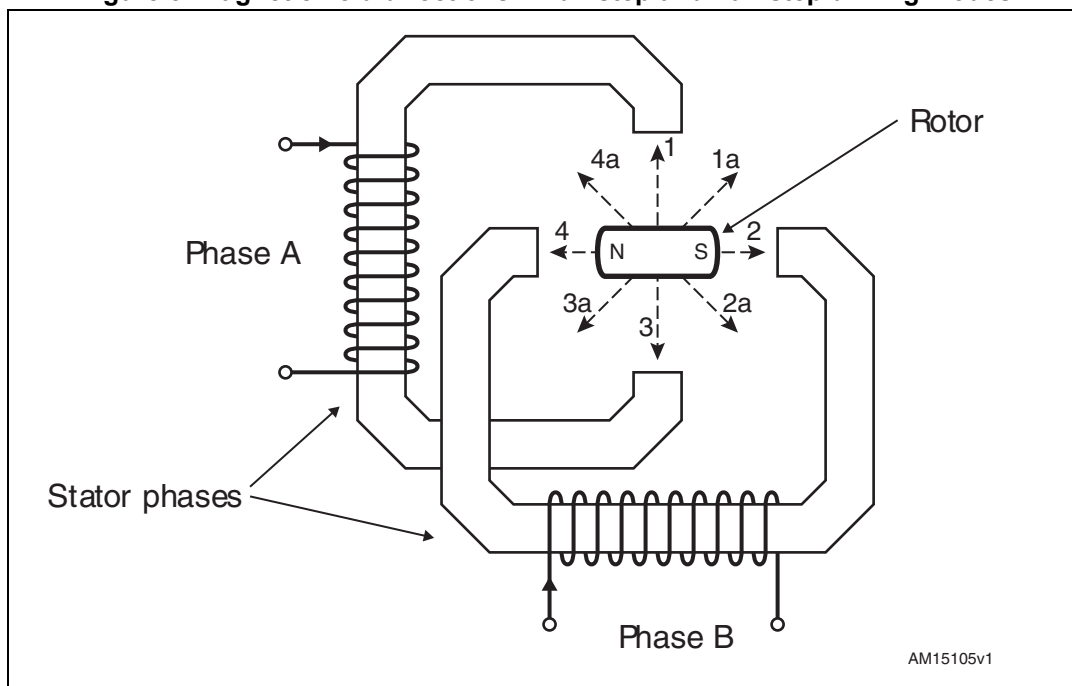 Rotor
1
4a
1a
Phase A
4
N
S
2
3a
3
2a
Stator phases
Phase B
AM15105v1